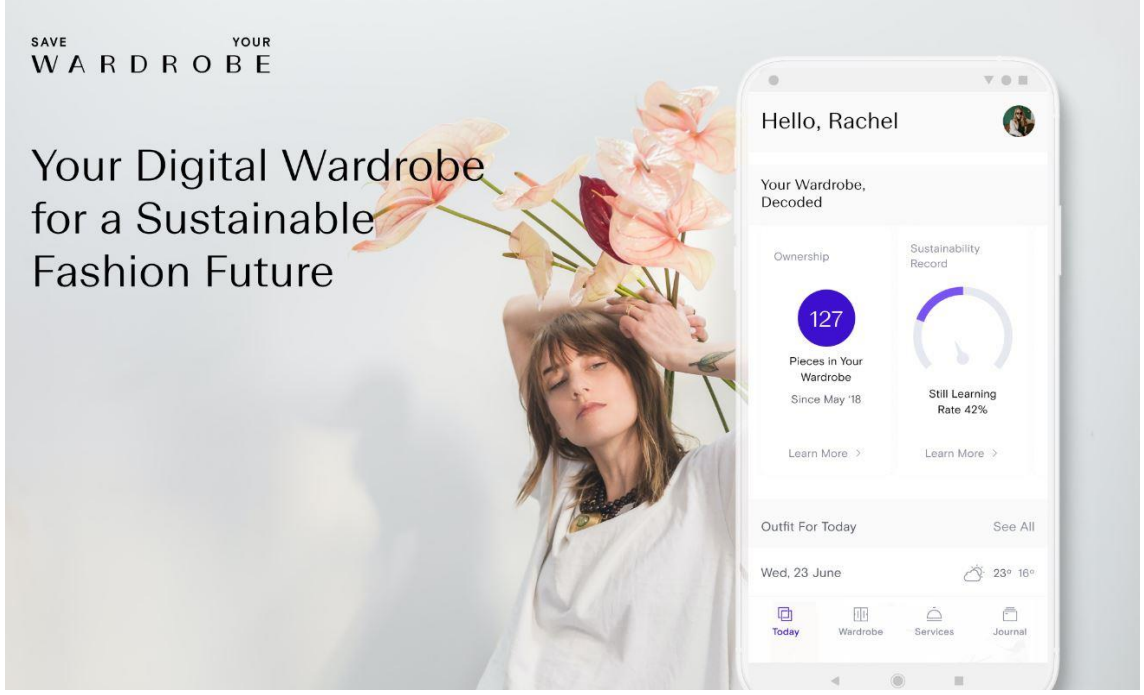 SAVE YOUR
WARDROBE
Your Digital Wardrobe
for a Sustainable
Fashion Future
Hello, Rachel
Your Wardrobe,
Decoded
Ownership
127
Pieces in Your
Wardrobe
Since May '18
Learn More >
Sustainability
Record
Still Learning
Rate 42%
Learn More >
Outfit For Today See All
Wed, 23 June 23° 16°
Today Wardrobe Services Journal